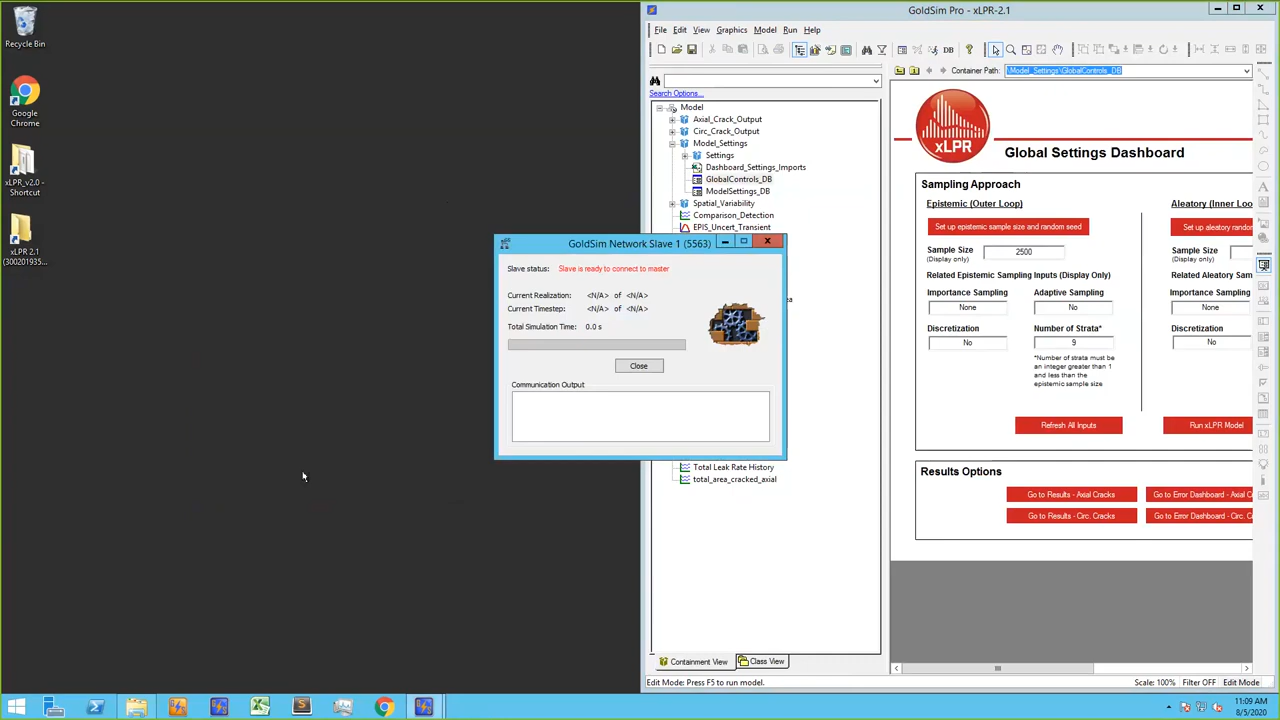 Recycle Bin
Google
Chrome
xLPR_v2.0 -
Shortcut
xLPR 2.1
(300201935...
GoldSim Pro - xLPR-2.1
File Edit View Graphics Model Run Help
DB
Container Path: \Model_Settings\GlobalControls_DB
Search Options...
Model
Axial_Crack_Output
Circ_Crack_Output
Model_Settings
Settings
Dashboard_Settings_Imports
GlobalControls_DB
ModelSettings_DB
Spatial_Variability
Comparison_Detection
EPIS_Uncert_Transient
Total Leak Rate History
total_area_cracked_axial
Containment View Class View
GoldSim Network Slave 1 (5563)
Slave status: Slave is ready to connect to master
Current Realization: <N/A> of <N/A>
Current Timestep: <N/A> of <N/A>
Total Simulation Time: 0.0 s
Close
Communication Output
xLPR
Global Settings Dashboard
Sampling Approach
Epistemic (Outer Loop)
Set up epistemic sample size and random seed
Sample Size 2500
(Display only)
Related Epistemic Sampling Inputs (Display Only)
Importance Sampling Adaptive Sampling
None No
Discretization Number of Strata*
No 9
*Number of strata must be
an integer greater than 1
and less than the
epistemic sample size
Aleatory (Inner Loo
Set up aleatory random
Sample Size
(Display only)
Related Aleatory Sam
Importance Sampling
None
Discretization
No
Refresh All Inputs Run xLPR Model
Results Options
Go to Results - Axial Cracks Go to Error Dashboard - Axial C
Go to Results - Circ. Cracks Go to Error Dashboard - Circ. C
Edit Mode: Press F5 to run model. Scale: 100% Filter OFF Edit Mode
11:09 AM
8/5/2020